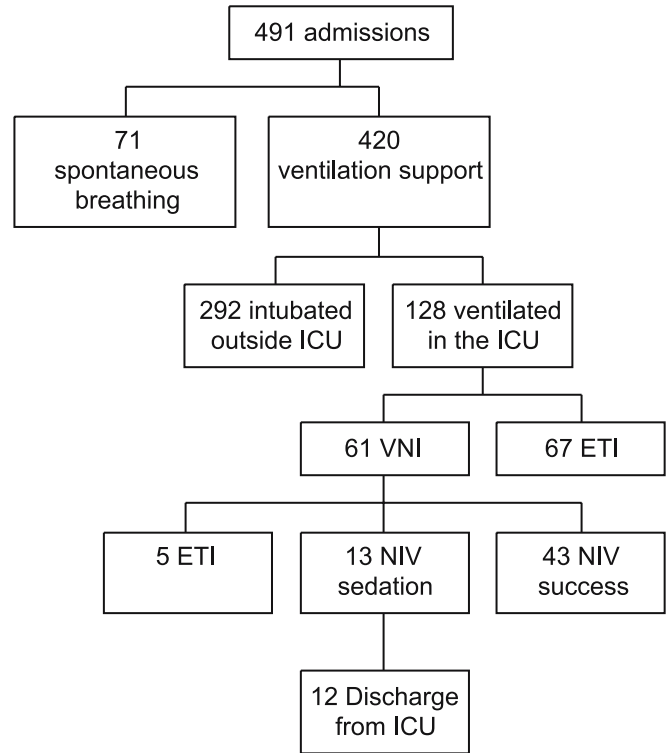 491 admissions
71
spontaneous
breathing
420
ventilation support
292 intubated
outside ICU
128 ventilated
in the ICU
61 VNI
67 ETI
5 ETI
13 NIV
sedation
43 NIV
success
12 Discharge
from ICU